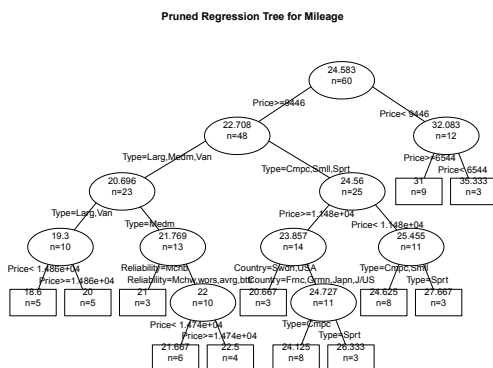 Pruned Regression Tree for Mileage
24.583
n=60
Price>=9446
Price< 9446
22.708
n=48
32.083
n=12
Type=Larg,Medm,Van
Type=Cmpc,Smll,Sprt
Price>=6544
Price< 6544
20.696
n=23
24.56
n=25
31
n=9
35.333
n=3
Type=Larg,Van
Type=Medm
Price>=1.148e+04
Price< 1.148e+04
19.3
n=10
21.769
n=13
23.857
n=14
25.455
n=11
Price< 1.486e+04
Price>=1.486e+04
Reliability=Mchb
Reliability=Mchw,wors,avrg,bttr
Country=Swdn,USA
Country=Frnc,Grmn,Japn,J/US
Type=Cmpc,Smll
Type=Sprt
18.6
n=5
20
n=5
21
n=3
22
n=10
20.667
n=3
24.727
n=11
24.625
n=8
27.667
n=3
Price< 1.474e+04
Price>=1.474e+04
Type=Cmpc
Type=Sprt
21.667
n=6
22.5
n=4
24.125
n=8
26.333
n=3